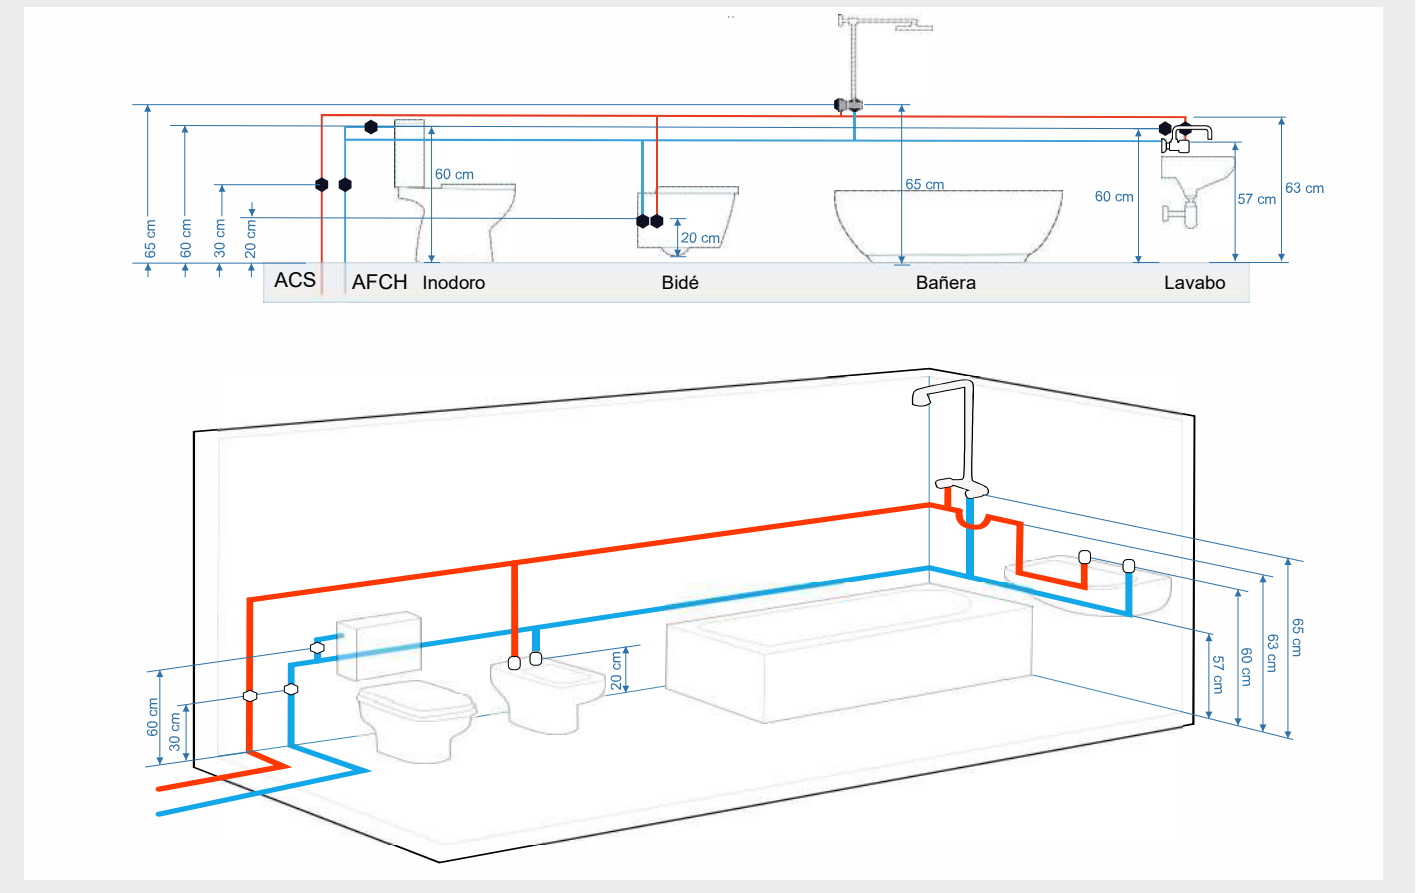 65 cm
60 cm
30 cm
20 cm
60 cm
20 cm
65 cm
60 cm
57 cm
63 cm
ACS
AFCH
Inodoro
Bidé
Bañera
Lavabo
60 cm
30 cm
20 cm
57 cm
60 cm
63 cm
65 cm